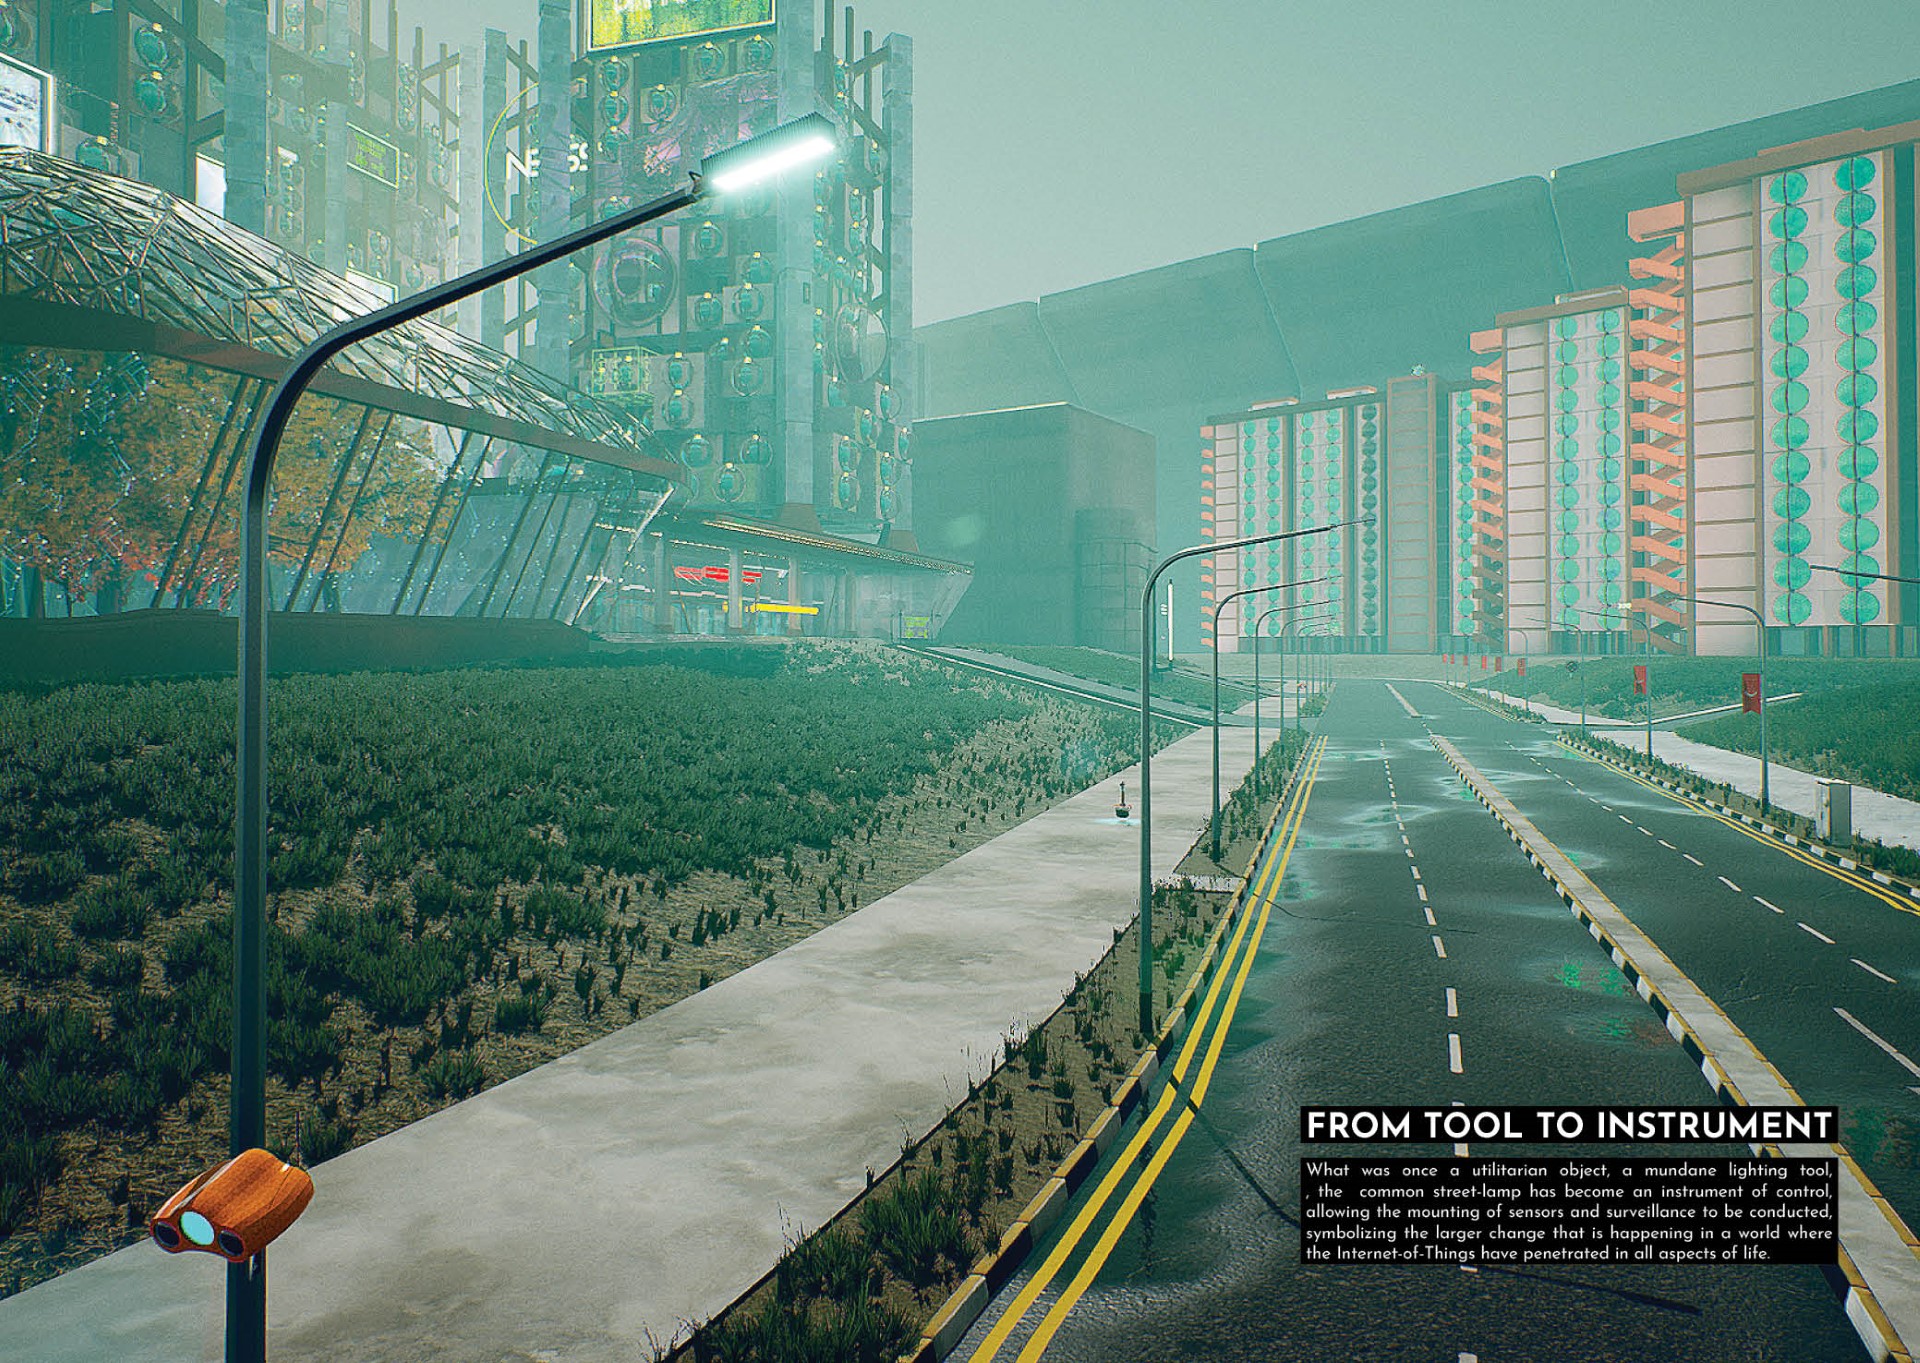 FROM TOOL TO INSTRUMENT
What was once a utilitarian object, a mundane lighting tool,
, the common street-lamp has become an instrument of control,
allowing the mounting of sensors and surveillance to be conducted,
symbolizing the larger change that is happening in a world where
the Internet-of-Things have penetrated in all aspects of life.